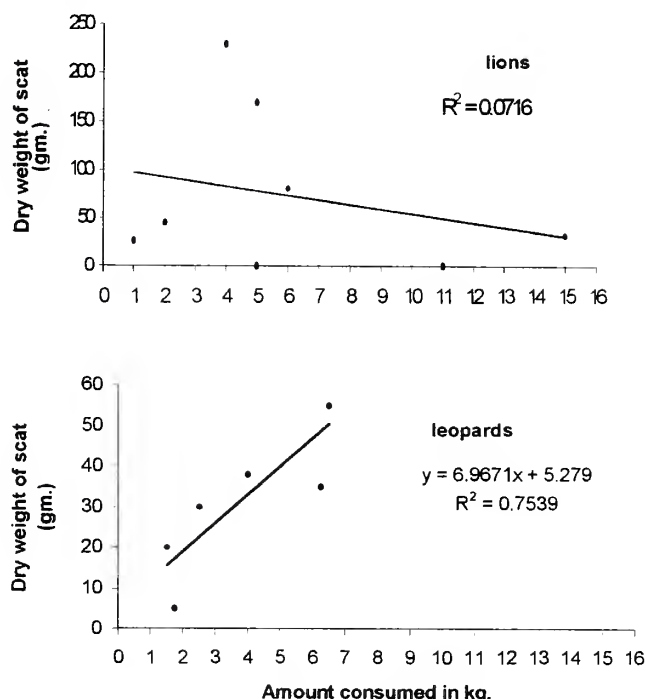 250
200
150
100
50
0
Dry weight of scat
(gm.)
lions
R² = 0.0716
0 1 2 3 4 5 6 7 8 9 10 11 12 13 14 15 16
60
50
40
30
20
10
0
Dry weight of scat
(gm.)
leopards
y = 6.9671x + 5.279
R² = 0.7539
0 1 2 3 4 5 6 7 8 9 10 11 12 13 14 15 16
Amount consumed in kg.